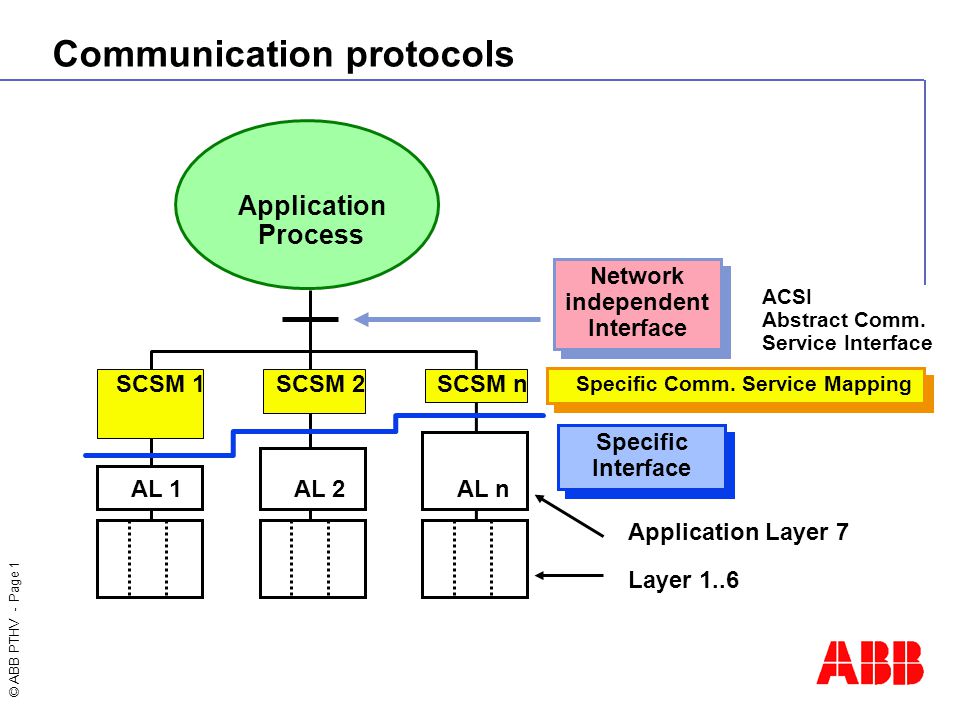 Communication protocols
Application
Process
Network
independent
Interface
ACSI
Abstract Comm.
Service Interface
SCSM 1
SCSM 2
SCSM n
Specific Comm. Service Mapping
Specific
Interface
AL 1
AL 2
AL n
Application Layer 7
Layer 1..6
© ABB PTHV - Page 1
ABB